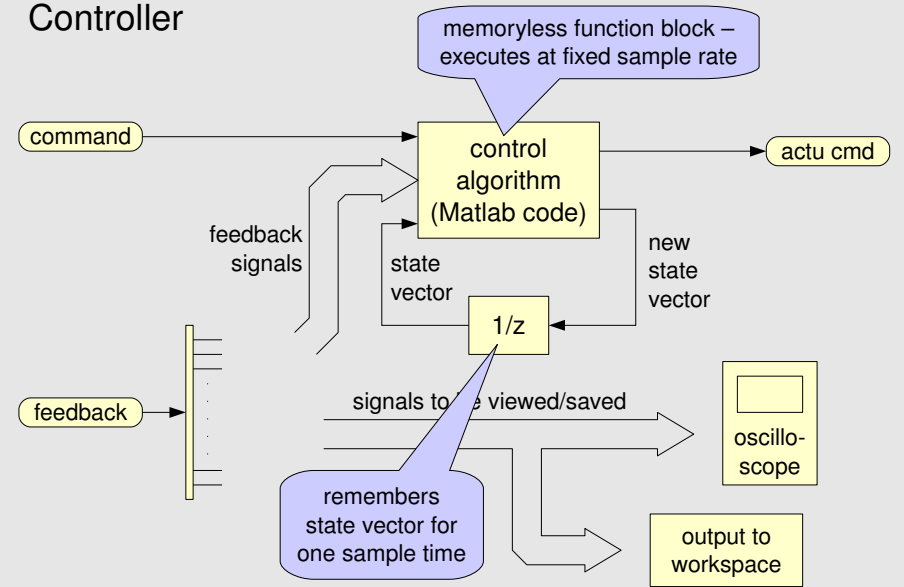 Controller
memoryless function block –
executes at fixed sample rate
command
control
algorithm
(Matlab code)
actu cmd
feedback
signals
state
vector
new
state
vector
1/z
feedback
signals to be viewed/saved
oscillo-
scope
remembers
state vector for
one sample time
output to
workspace